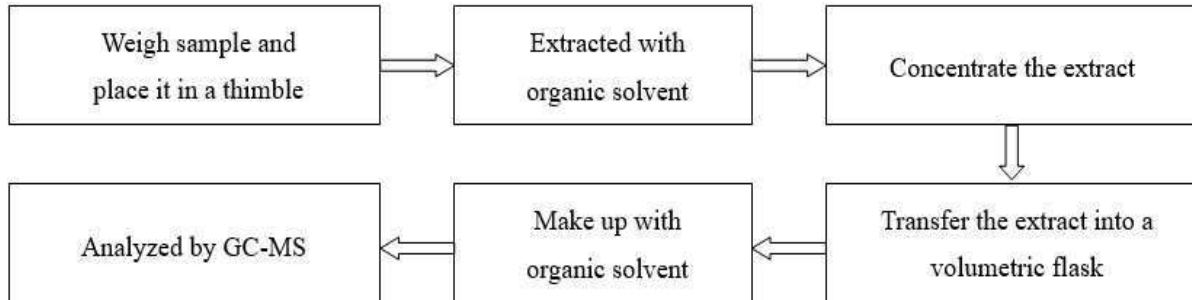 Weigh sample and
place it in a thimble
Extracted with
organic solvent
Concentrate the extract
Transfer the extract into a
volumetric flask
Make up with
organic solvent
Analyzed by GC-MS